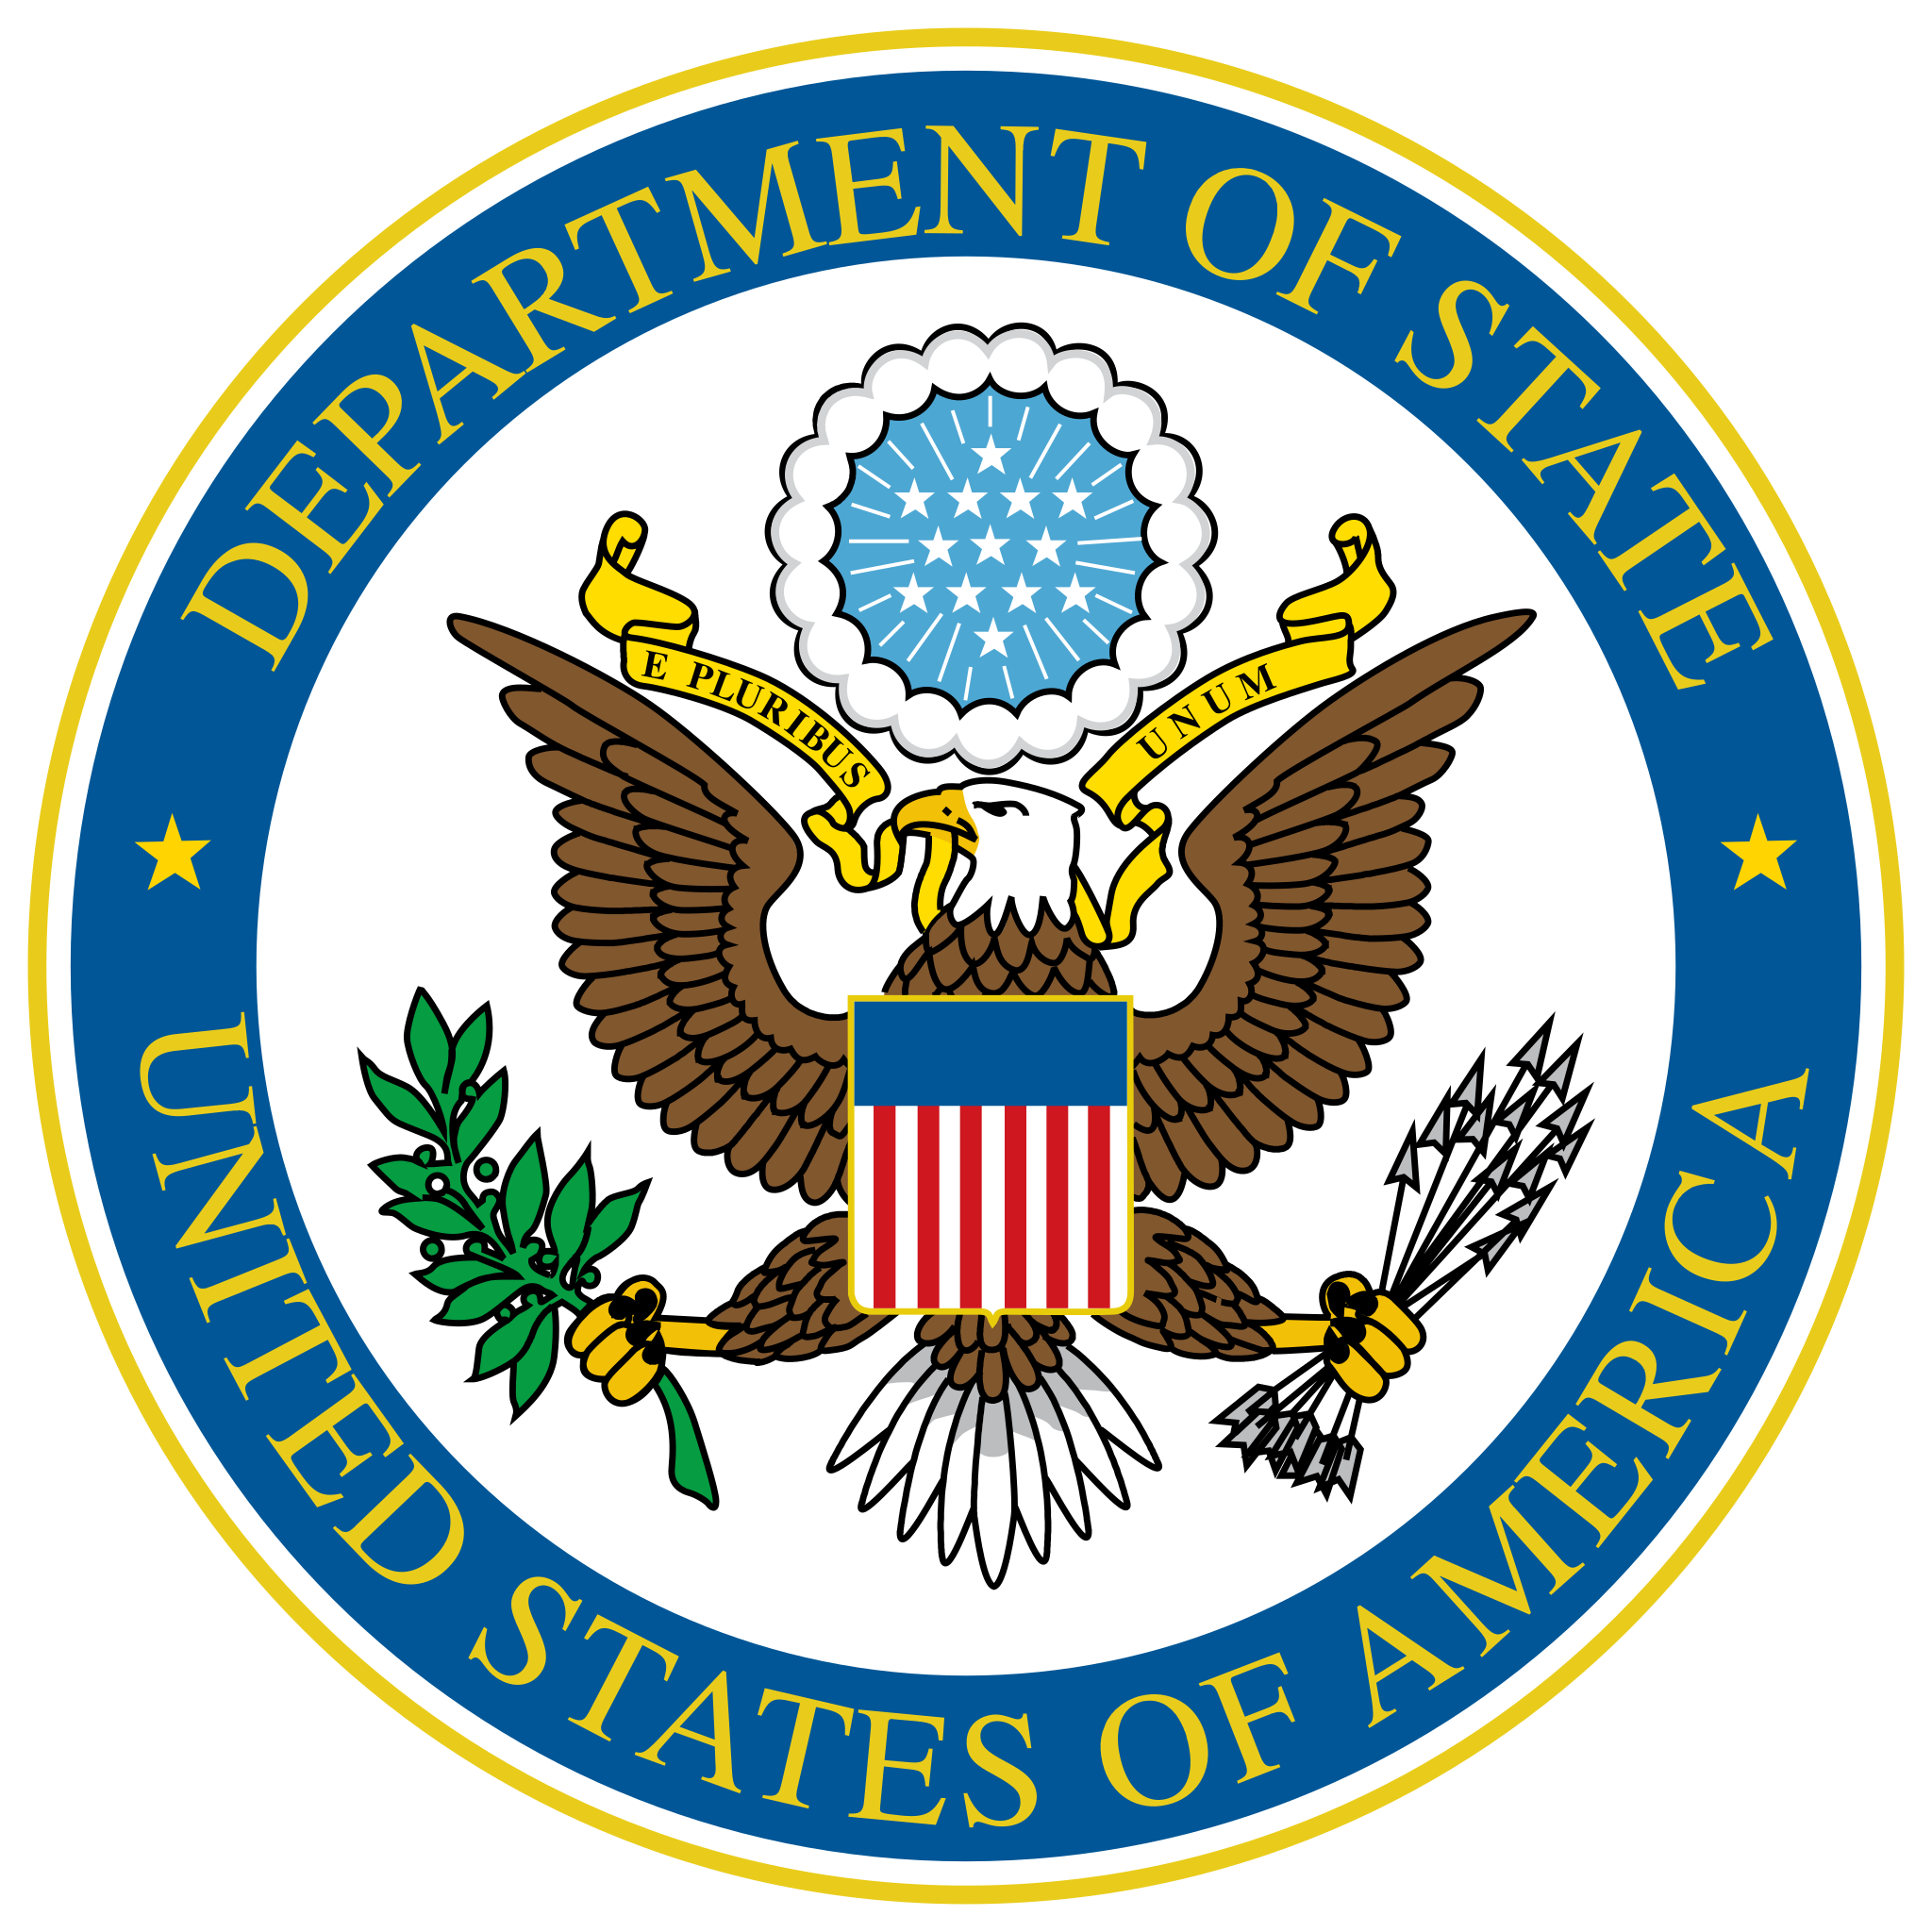 DEPARTMENT OF STATE
E PLURIBUS UNUM
UNITED STATES OF AMERICA